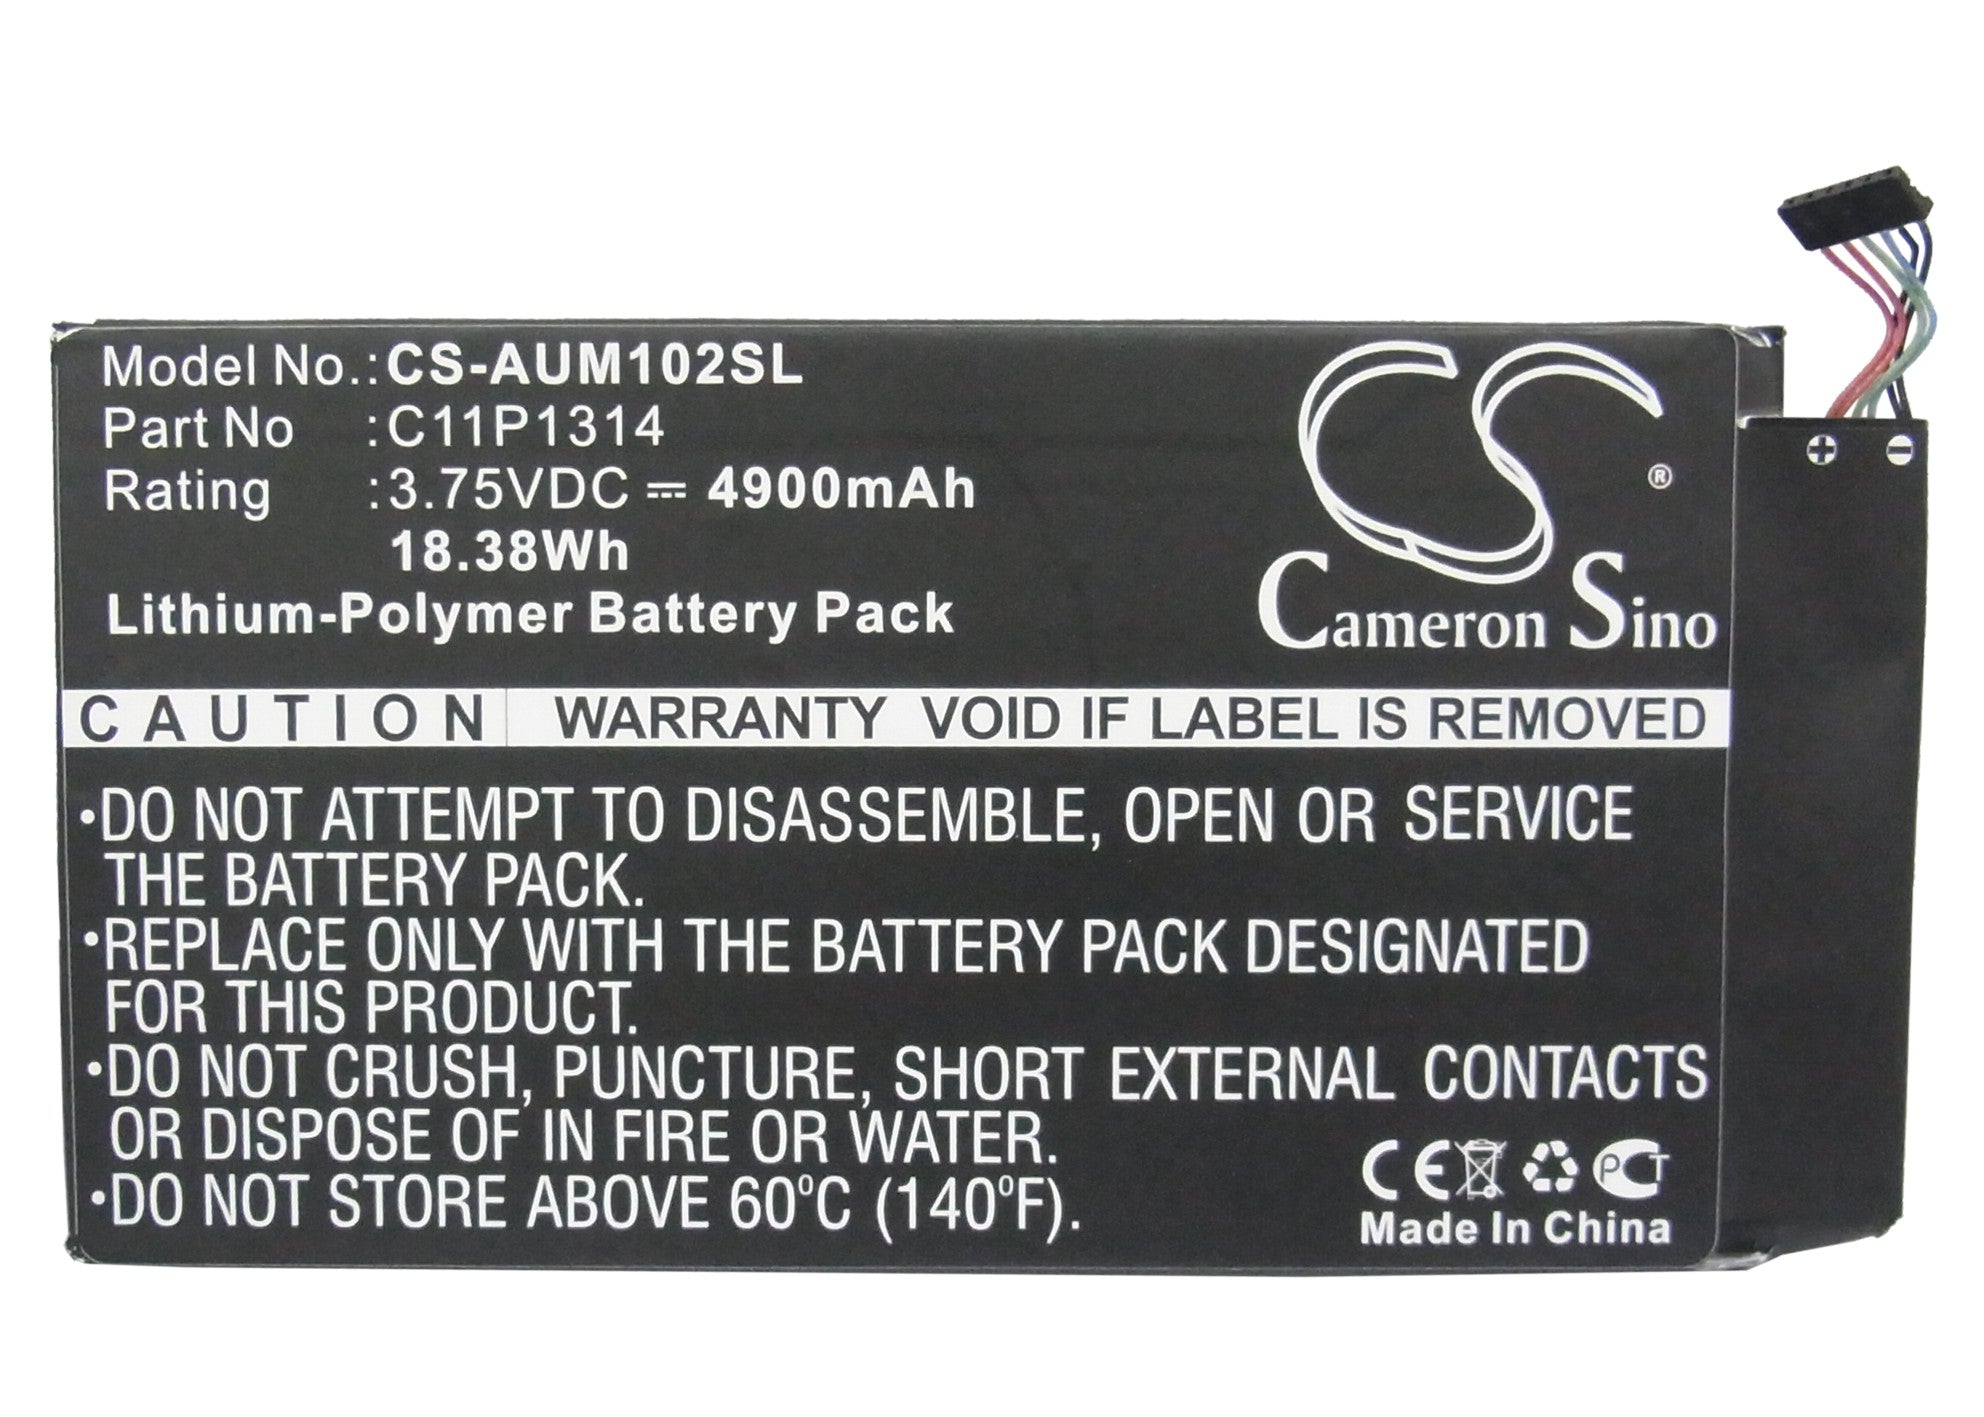 Model No.: CS-AUM102SL
Part No : C11P1314
Rating : 3.75VDC ⎓ 4900mAh
18.38Wh
Lithium-Polymer Battery Pack
CS
®
Cameron Sino
+ −
CAUTION WARRANTY VOID IF LABEL IS REMOVED
•DO NOT ATTEMPT TO DISASSEMBLE, OPEN OR SERVICE
THE BATTERY PACK.
•REPLACE ONLY WITH THE BATTERY PACK DESIGNATED
FOR THIS PRODUCT.
•DO NOT CRUSH, PUNCTURE, SHORT EXTERNAL CONTACTS
OR DISPOSE OF IN FIRE OR WATER.
•DO NOT STORE ABOVE 60°C (140°F).
CE PCT
Made In China